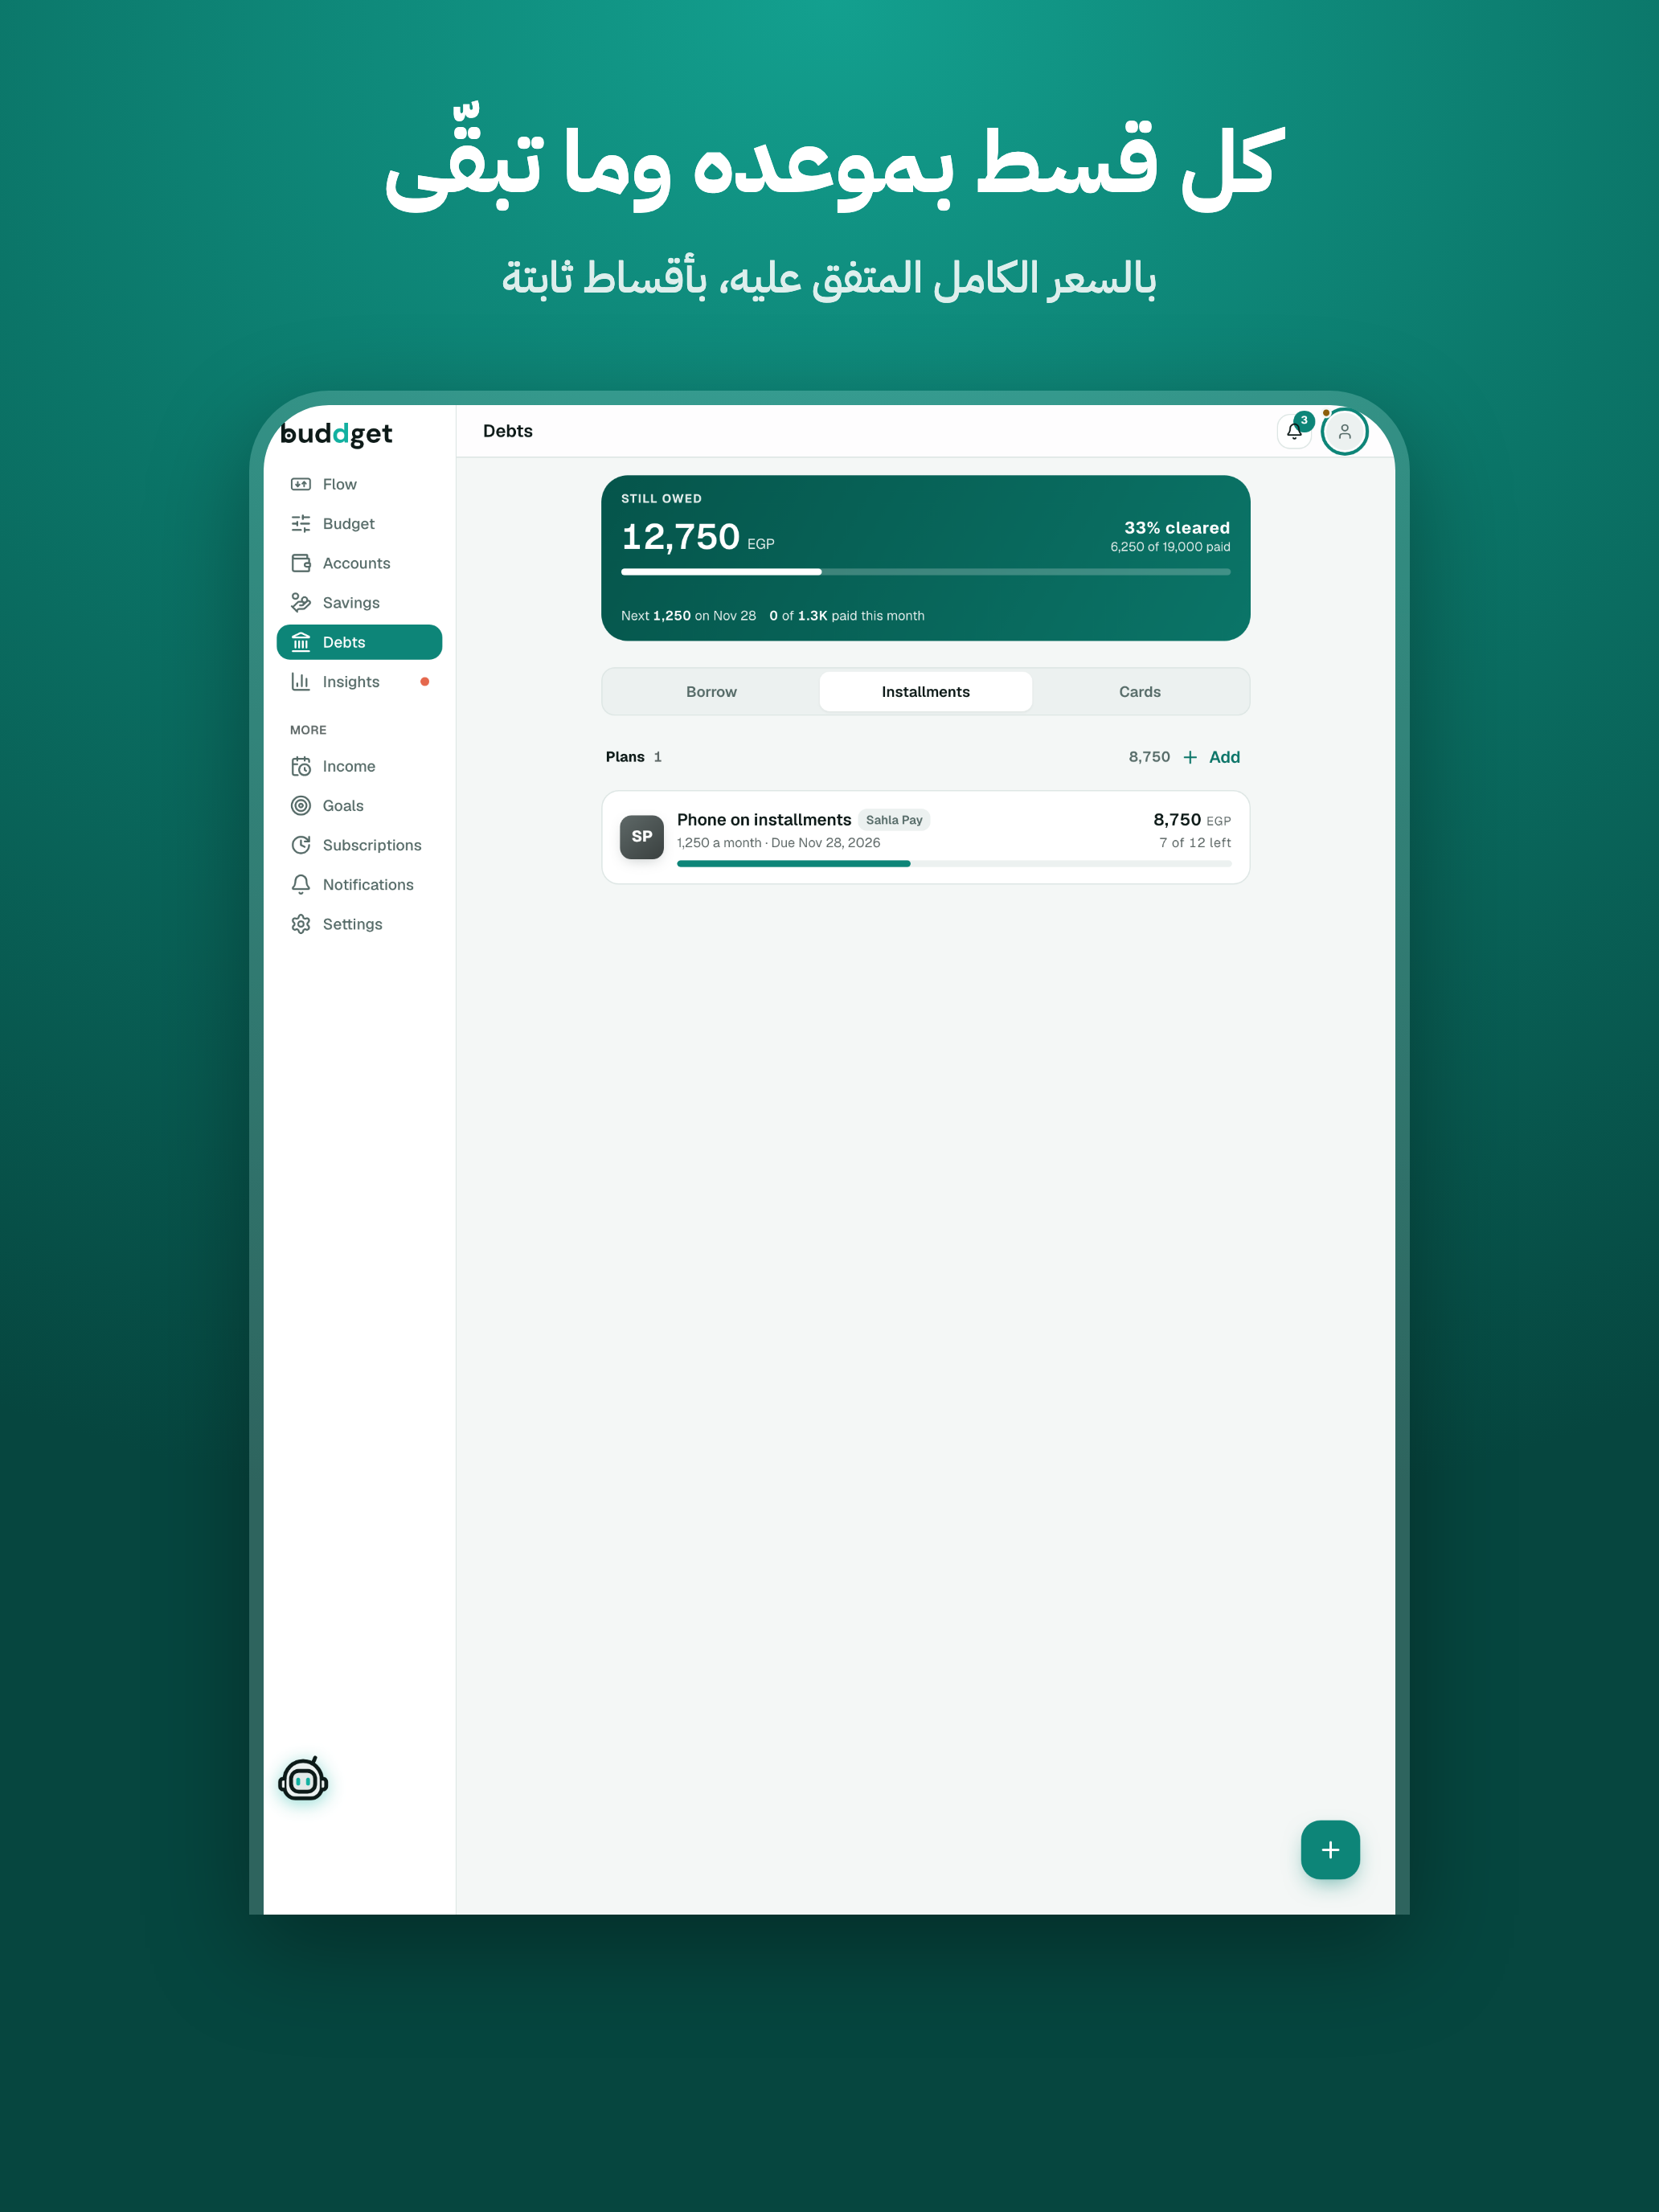 كل قسط بموعده وما تبقّى
بالسعر الكامل المتفق عليه، بأقساط ثابتة
buddget
Flow
Budget
Accounts
Savings
Debts
Insights
MORE
Income
Goals
Subscriptions
Notifications
Settings
Debts
3
STILL OWED
12,750 EGP
33% cleared
6,250 of 19,000 paid
Next 1,250 on Nov 28 0 of 1.3K paid this month
Borrow Installments Cards
Plans 1 8,750 + Add
SP
Phone on installments Sahla Pay 8,750 EGP
1,250 a month · Due Nov 28, 2026 7 of 12 left